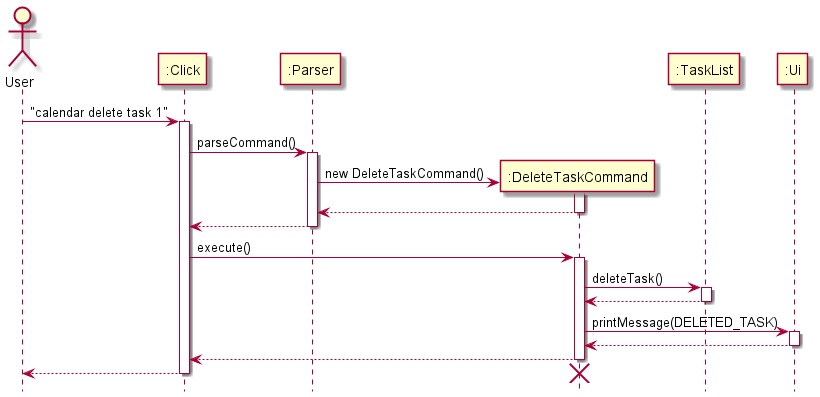 User
:Click
:Parser
:TaskList
:Ui
"calendar delete task 1"
parseCommand()
new DeleteTaskCommand()
:DeleteTaskCommand
execute()
deleteTask()
printMessage(DELETED_TASK)